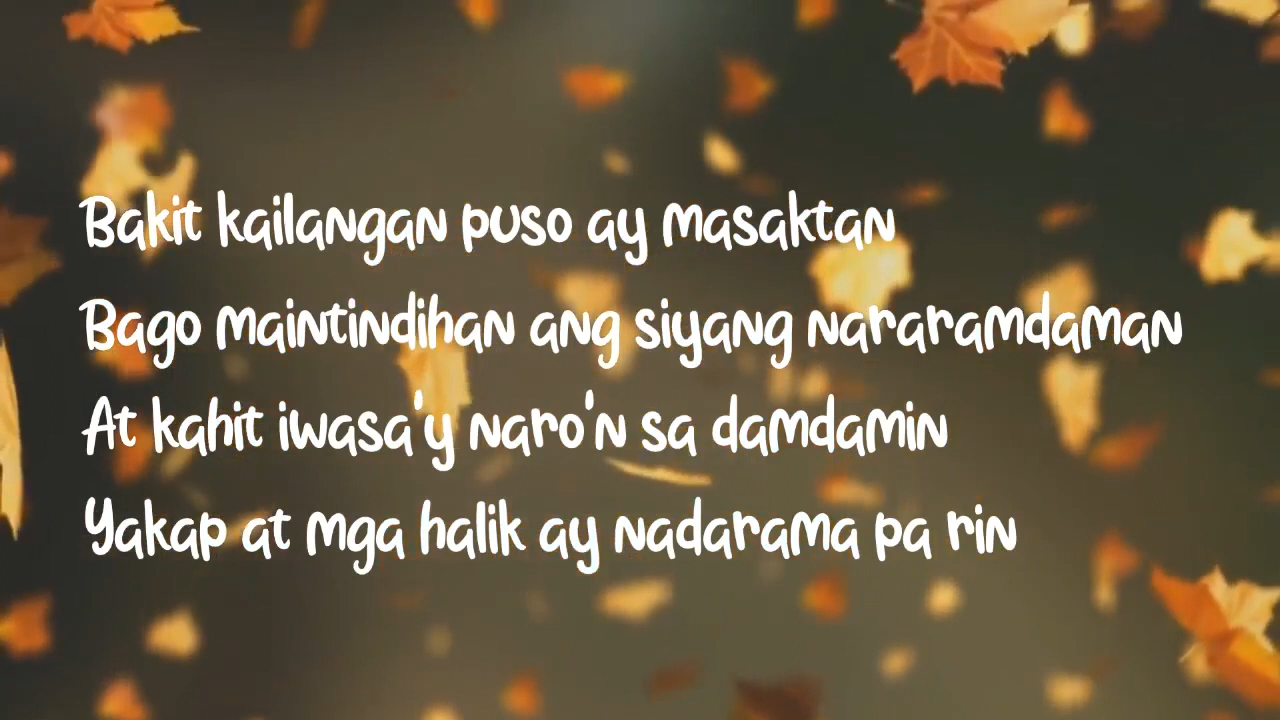 Bakit kailangan puso ay masaktan
Bago maintindihan ang siyang nararamdaman
At kahit iwasa'y naro'n sa damdamin
Yakap at mga halik ay nadarama pa rin